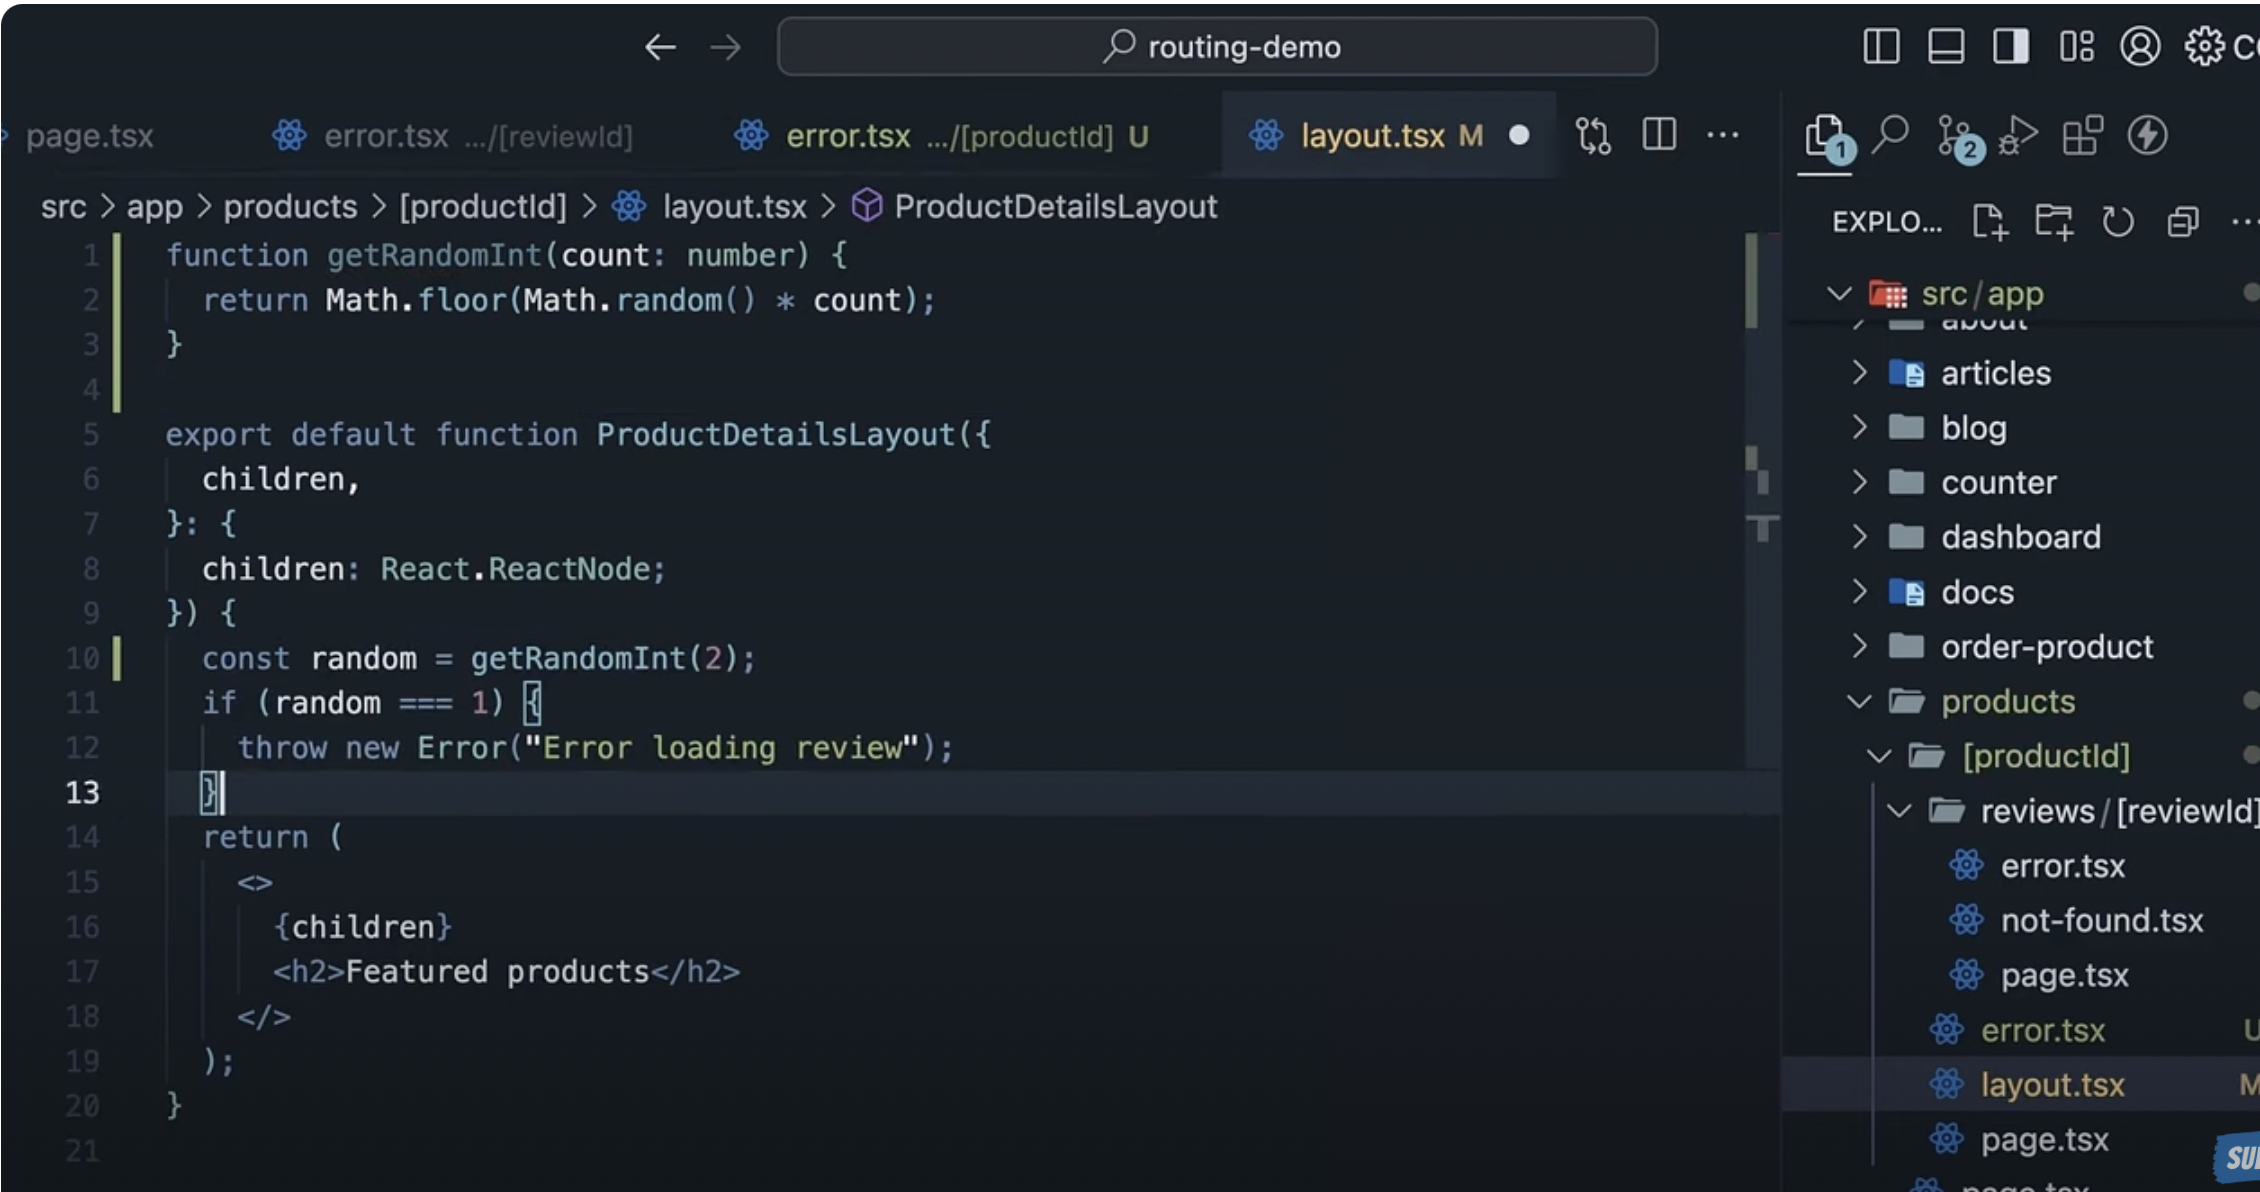 routing-demo
page.tsx
error.tsx .../[reviewId]
error.tsx .../[productId] U
layout.tsx M
1
2
src > app > products > [productId] > layout.tsx > ProductDetailsLayout
1 function getRandomInt(count: number) {
2   return Math.floor(Math.random() * count);
3 }
4
5 export default function ProductDetailsLayout({
6   children,
7 }: {
8   children: React.ReactNode;
9 }) {
10   const random = getRandomInt(2);
11   if (random === 1) {
12     throw new Error("Error loading review");
13   }
14   return (
15     <>
16       {children}
17       <h2>Featured products</h2>
18     </>
19   );
20 }
21
EXPLO...
src/app
about
articles
blog
counter
dashboard
docs
order-product
products
[productId]
reviews/[reviewId]
error.tsx
not-found.tsx
page.tsx
error.tsx U
layout.tsx M
page.tsx
page.tsx